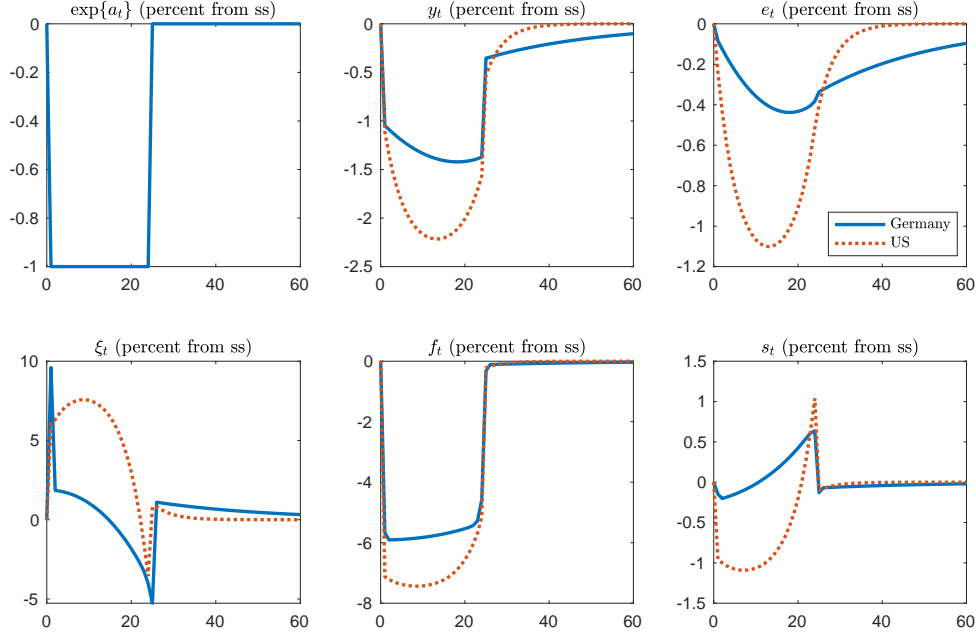 exp{a_t} (percent from ss)
0
-0.2
-0.4
-0.6
-0.8
-1
0 20 40 60
y_t (percent from ss)
0
-0.5
-1
-1.5
-2
-2.5
0 20 40 60
e_t (percent from ss)
0
-0.2
-0.4
-0.6
-0.8
-1
-1.2
0 20 40 60
Germany
US
ξ_t (percent from ss)
10
5
0
-5
0 20 40 60
f_t (percent from ss)
0
-2
-4
-6
-8
0 20 40 60
s_t (percent from ss)
1.5
1
0.5
0
-0.5
-1
-1.5
0 20 40 60